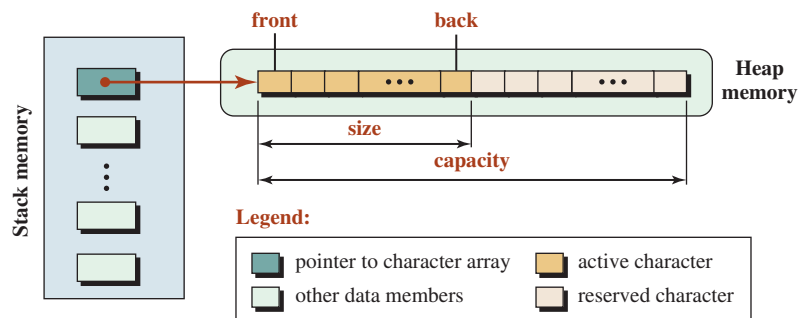 front
back
Heap
memory
size
capacity
Stack memory
Legend:
pointer to character array
active character
other data members
reserved character